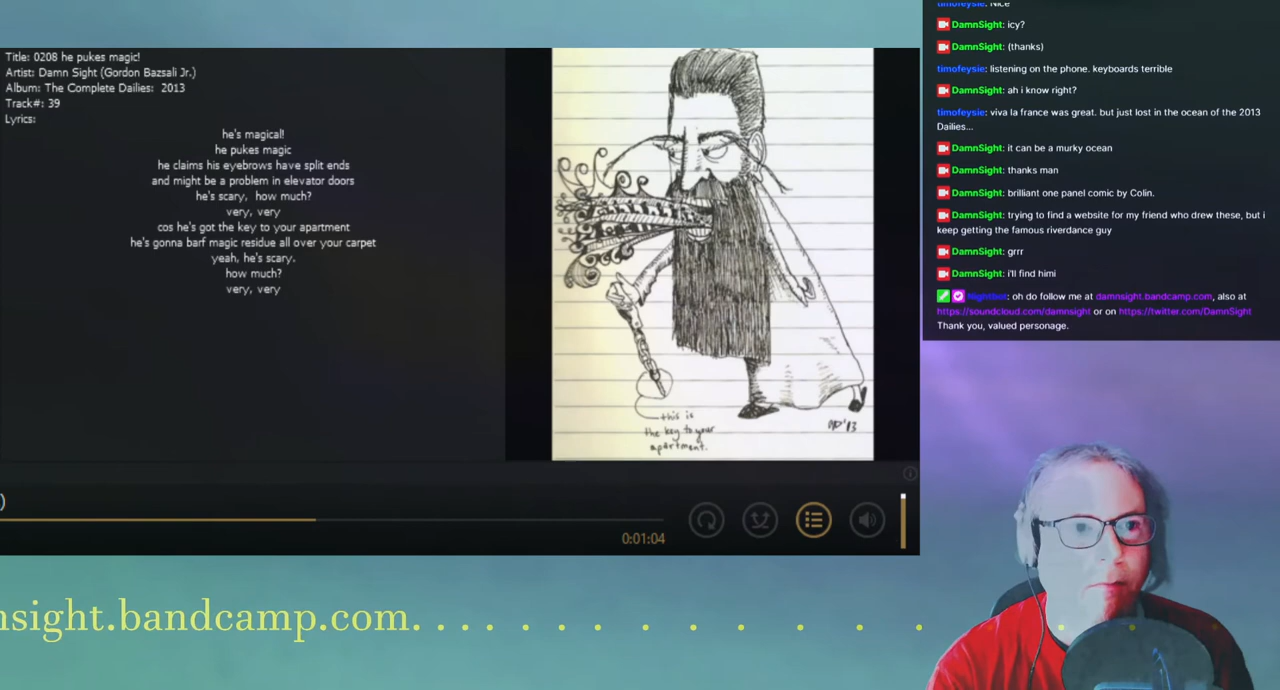 Title: 0208 he pukes magic!
Artist: Damn Sight (Gordon Bazsali Jr.)
Album: The Complete Dailies:  2013
Track#: 39
Lyrics:
he's magical!
he pukes magic
he claims his eyebrows have split ends
and might be a problem in elevator doors
he's scary,  how much?
very, very
cos he's got the key to your apartment
he's gonna barf magic residue all over your carpet
yeah, he's scary.
how much?
very, very
this is
the key to your
apartment.
'13
)
0:01:04
nsight.bandcamp.com. . . . . . . . . . . . . . . . .
timofeysie: Nice
DamnSight: icy?
DamnSight: (thanks)
timofeysie: listening on the phone. keyboards terrible
DamnSight: ah i know right?
timofeysie: viva la france was great. but just lost in the ocean of the 2013
Dailies...
DamnSight: it can be a murky ocean
DamnSight: thanks man
DamnSight: brilliant one panel comic by Colin.
DamnSight: trying to find a website for my friend who drew these, but i
keep getting the famous riverdance guy
DamnSight: grrr
DamnSight: i'll find himi
Nightbot: oh do follow me at damnsight.bandcamp.com, also at
https://soundcloud.com/damnsight or on https://twitter.com/DamnSight
Thank you, valued personage.